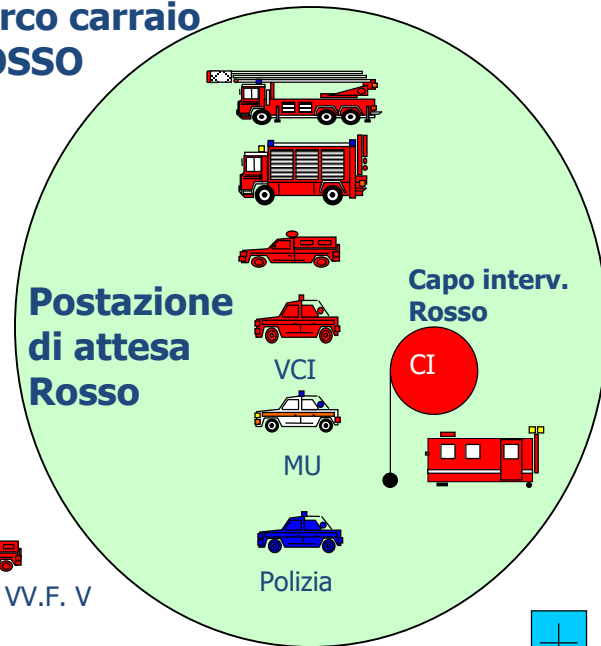 rco carraio
OSSO
Capo interv.
Rosso
Postazione
di attesa
Rosso
CI
VCI
MU
Polizia
VV.F. V